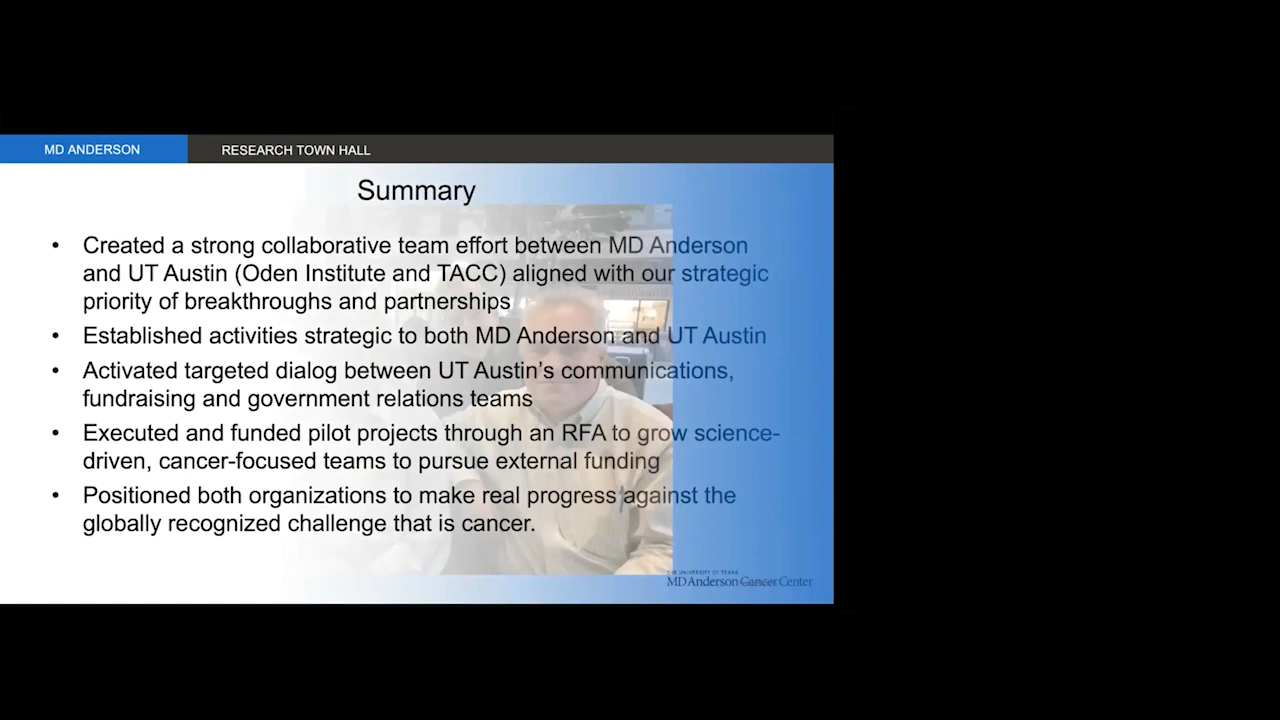 MD ANDERSON
RESEARCH TOWN HALL
Summary
• Created a strong collaborative team effort between MD Anderson
and UT Austin (Oden Institute and TACC) aligned with our strategic
priority of breakthroughs and partnerships
• Established activities strategic to both MD Anderson and UT Austin
• Activated targeted dialog between UT Austin’s communications,
fundraising and government relations teams
• Executed and funded pilot projects through an RFA to grow science-
driven, cancer-focused teams to pursue external funding
• Positioned both organizations to make real progress against the
globally recognized challenge that is cancer.
THE UNIVERSITY OF TEXAS
MD Anderson Cancer Center